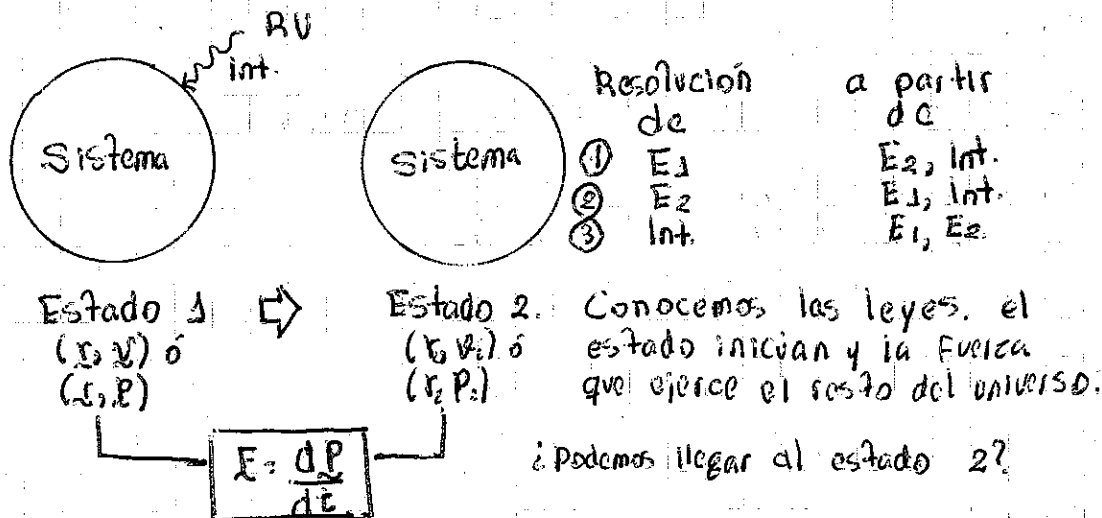 RU
int.
Sistema
Sistema
Resolución a partir
de de
① E1 E2, Int.
② E2 E1, Int.
③ Int. E1, E2.
Estado 1 ⇨ Estado 2.
(r, v) ó (r, v₂) ó
(r, P) (r₂ P₂)
F = dP
dt
Conocemos las leyes. el
estado inician y la Fuerza
que ejerce el resto del universo.
¿Podemos llegar al estado 2?